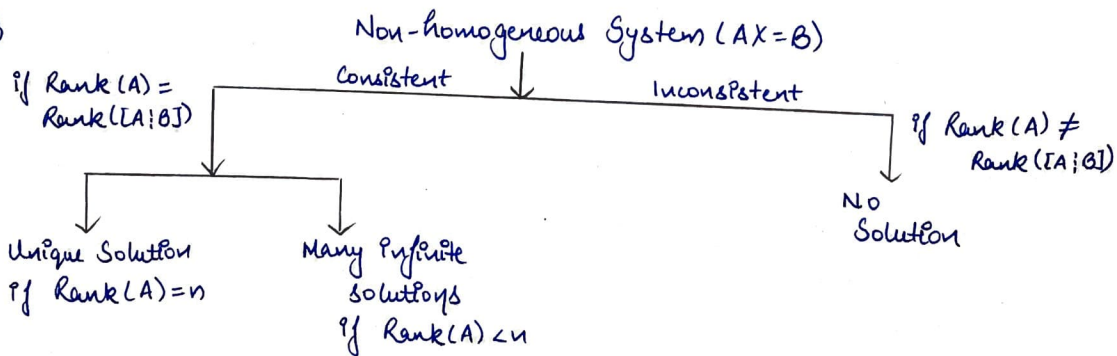 Non-homogeneous System (AX=B)
Consistent
Inconsistent
if Rank(A) =
Rank([A¦B])
if Rank(A) ≠
Rank([A¦B])
Unique Solution
if Rank(A)=n
Many infinite
solutions
if Rank(A)<n
No
Solution